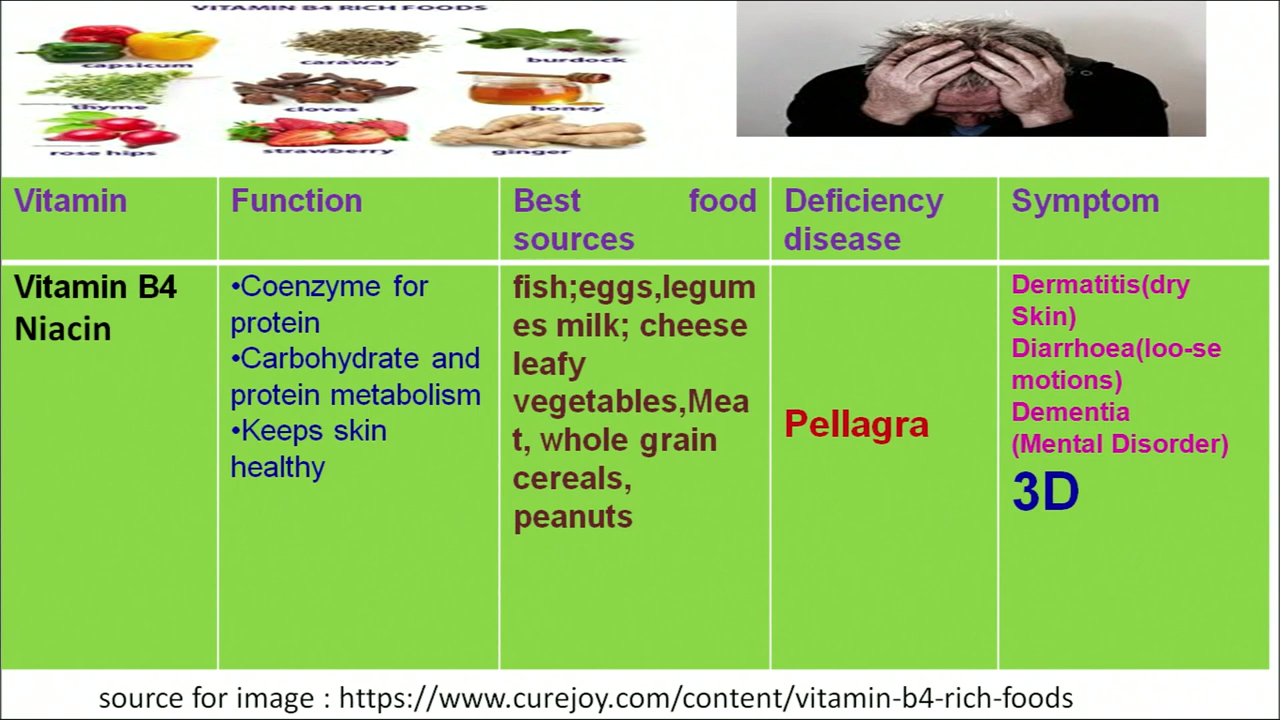 VITAMIN B4 RICH FOODS
capsicum
caraway
burdock
thyme
cloves
honey
rose hips
strawberry
ginger
Vitamin
Function
Best food
sources
Deficiency
disease
Symptom
Vitamin B4
Niacin
•Coenzyme for
protein
•Carbohydrate and
protein metabolism
•Keeps skin
healthy
fish;eggs,legum
es milk; cheese
leafy
vegetables,Mea
t, whole grain
cereals,
peanuts
Pellagra
Dermatitis(dry
Skin)
Diarrhoea(loo-se
motions)
Dementia
(Mental Disorder)
3D
source for image : https://www.curejoy.com/content/vitamin-b4-rich-foods